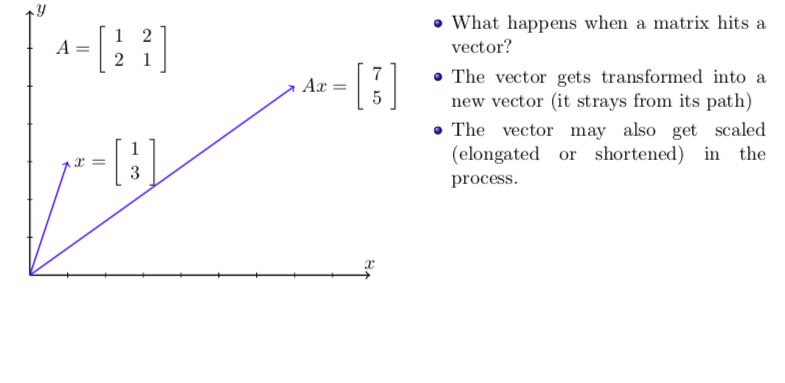 y
A = [ 1 2
2 1 ]
Ax = [ 7
5 ]
x = [ 1
3 ]
x
What happens when a matrix hits a
vector?
The vector gets transformed into a
new vector (it strays from its path)
The vector may also get scaled
(elongated or shortened) in the
process.